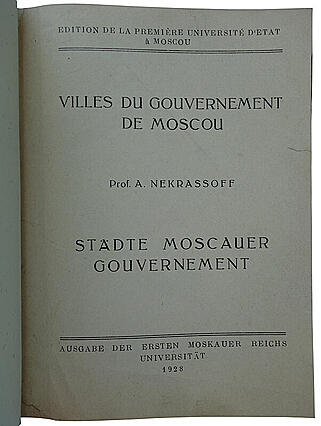 EDITION DE LA PREMIÈRE UNIVERSITÉ D'ETAT
à MOSCOU
VILLES DU GOUVERNEMENT
DE MOSCOU
Prof. A. NEKRASSOFF
STÄDTE MOSCAUER
GOUVERNEMENT
AUSGABE DER ERSTEN MOSKAUER REICHS
UNIVERSITÄT
1928